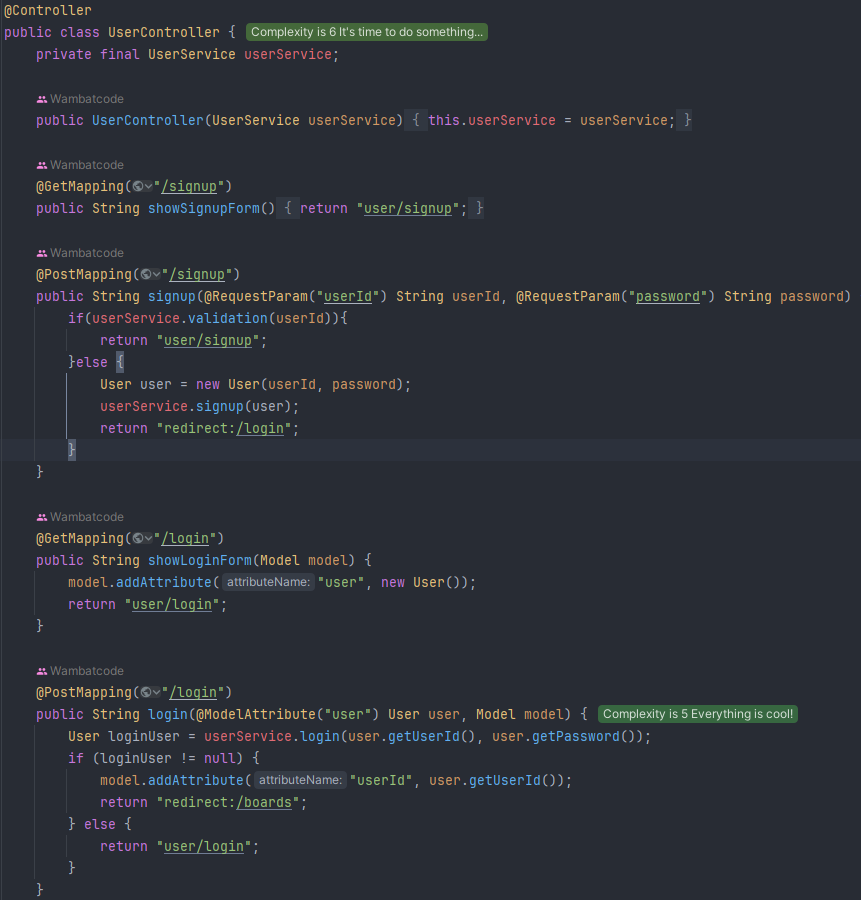 @Controller
public class UserController { Complexity is 6 It's time to do something...
    private final UserService userService;
    Wambatcode
    public UserController(UserService userService) { this.userService = userService; }
    Wambatcode
    @GetMapping("/signup")
    public String showSignupForm() { return "user/signup"; }
    Wambatcode
    @PostMapping("/signup")
    public String signup(@RequestParam("userId") String userId, @RequestParam("password") String password)
        if(userService.validation(userId)){
            return "user/signup";
        }else {
            User user = new User(userId, password);
            userService.signup(user);
            return "redirect:/login";
        }
    }
    Wambatcode
    @GetMapping("/login")
    public String showLoginForm(Model model) {
        model.addAttribute( attributeName: "user", new User());
        return "user/login";
    }
    Wambatcode
    @PostMapping("/login")
    public String login(@ModelAttribute("user") User user, Model model) { Complexity is 5 Everything is cool!
        User loginUser = userService.login(user.getUserId(), user.getPassword());
        if (loginUser != null) {
            model.addAttribute( attributeName: "userId", user.getUserId());
            return "redirect:/boards";
        } else {
            return "user/login";
        }
    }